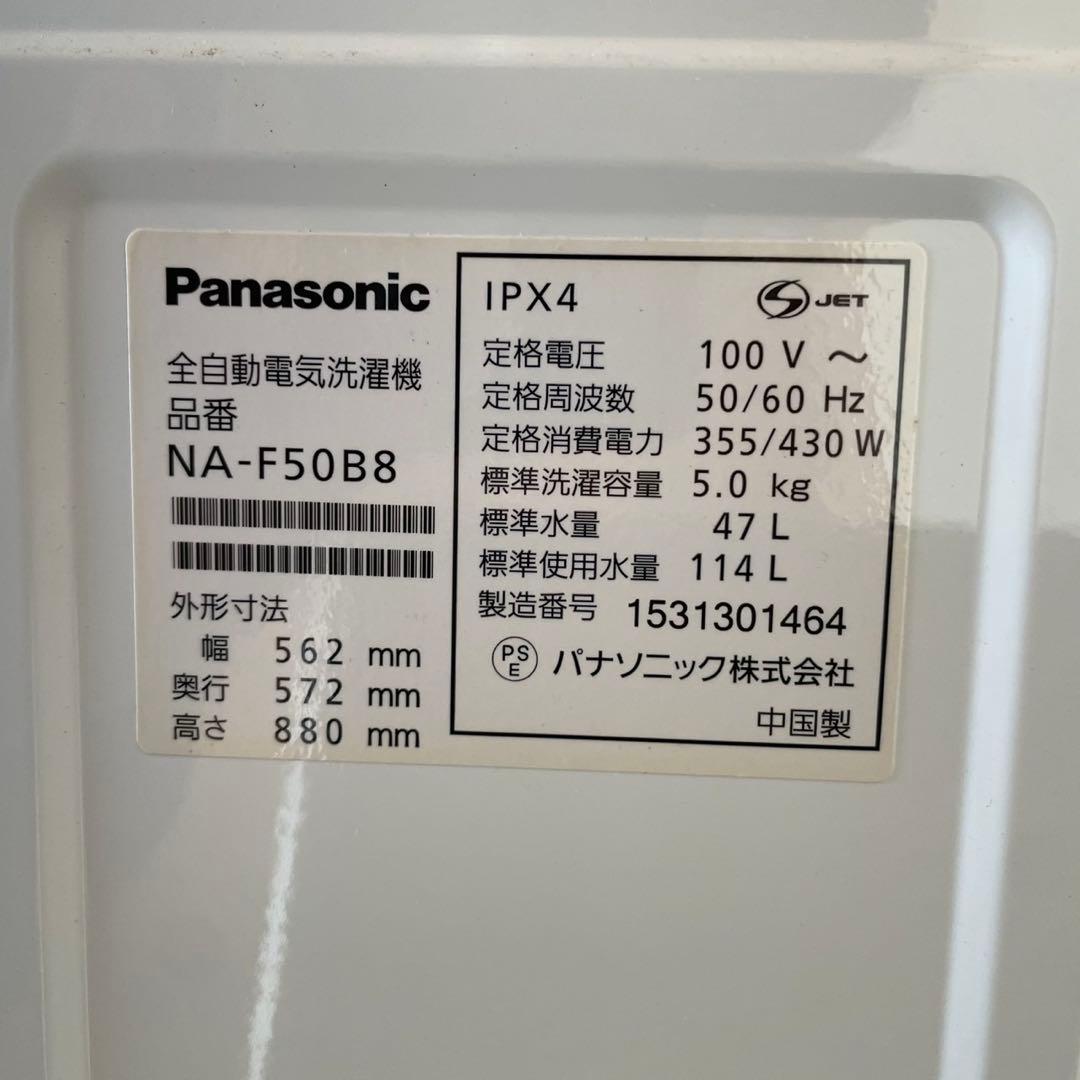 Panasonic
全自動電気洗濯機
品番
NA-F50B8
外形寸法
幅 562 mm
奥行 572 mm
高さ 880 mm
IPX4
S JET
定格電圧 100 V ~
定格周波数 50/60 Hz
定格消費電力 355/430 W
標準洗濯容量 5.0 kg
標準水量 47 L
標準使用水量 114 L
製造番号 1531301464
PS E パナソニック株式会社
中国製